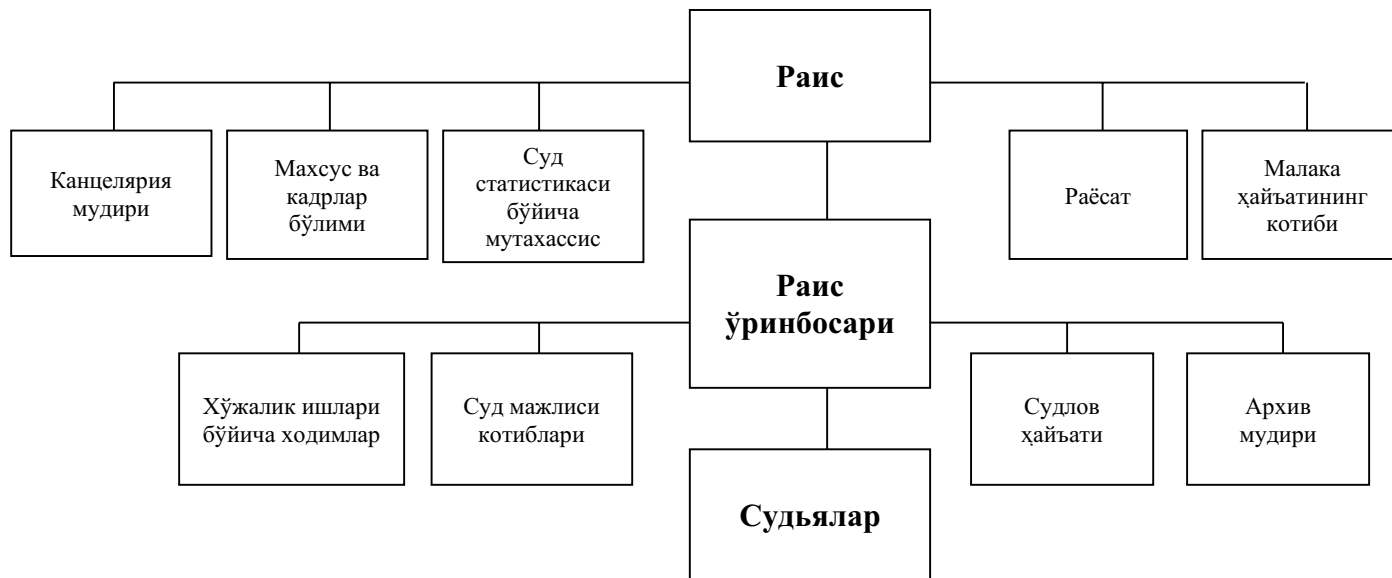 Раис
Канцелярия
мудири
Махсус ва
кадрлар
бўлими
Суд
статистикаси
бўйича
мутахассис
Раёсат
Малака
ҳайъатининг
котиби
Раис
ўринбосари
Хўжалик ишлари
бўйича ходимлар
Суд мажлиси
котиблари
Судлов
ҳайъати
Архив
мудири
Судьялар